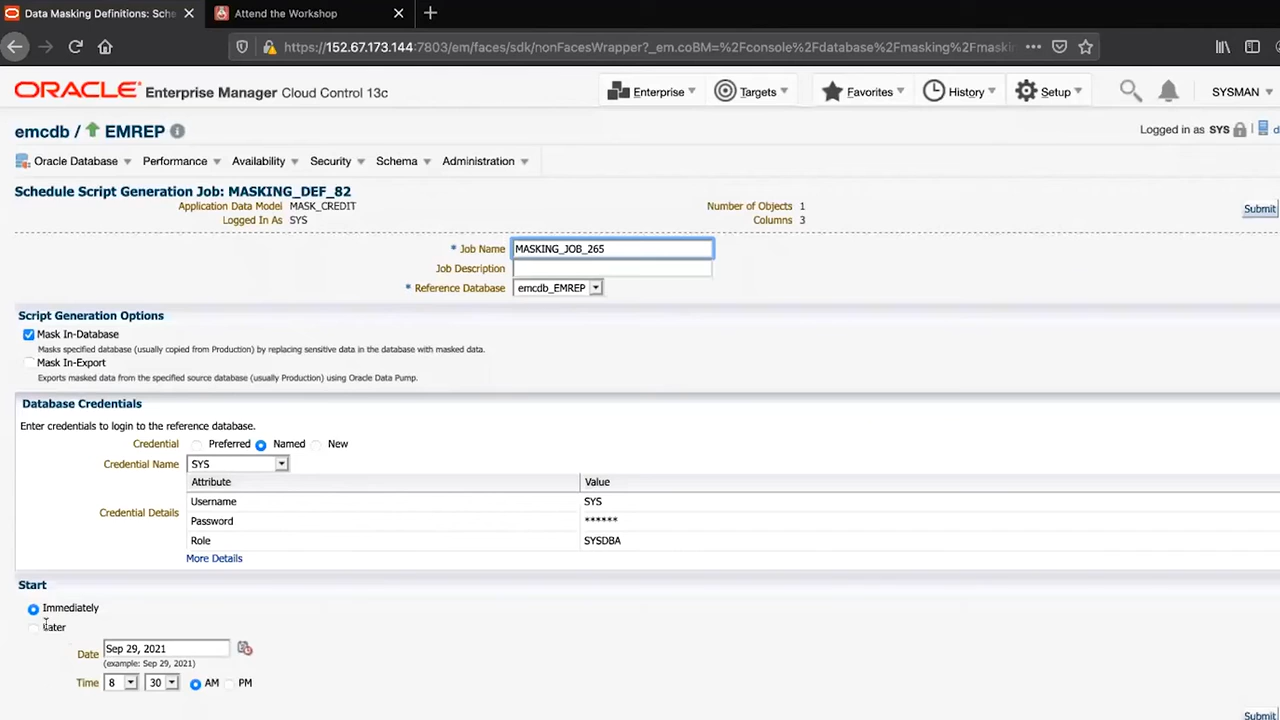 Data Masking Definitions: Sche
Attend the Workshop
https://152.67.173.144:7803/em/faces/sdk/nonFacesWrapper?_em.coBM=%2Fconsole%2Fdatabase%2Fmasking%2Fmaskin
ORACLE Enterprise Manager Cloud Control 13c
Enterprise Targets Favorites History Setup SYSMAN
emcdb / EMREP
Logged in as SYS
Oracle Database Performance Availability Security Schema Administration
Schedule Script Generation Job: MASKING_DEF_82
Application Data Model MASK_CREDIT
Number of Objects 1
Submit
Logged In As SYS
Columns 3
* Job Name MASKING_JOB_265
Job Description
* Reference Database emcdb_EMREP
Script Generation Options
Mask In-Database
Masks specified database (usually copied from Production) by replacing sensitive data in the database with masked data.
Mask In-Export
Exports masked data from the specified source database (usually Production) using Oracle Data Pump.
Database Credentials
Enter credentials to login to the reference database.
Credential Preferred Named New
Credential Name SYS
Attribute Value
Username SYS
Credential Details
Password ******
Role SYSDBA
More Details
Start
Immediately
Later
Date Sep 29, 2021
(example: Sep 29, 2021)
Time 8 30 AM PM
Submit